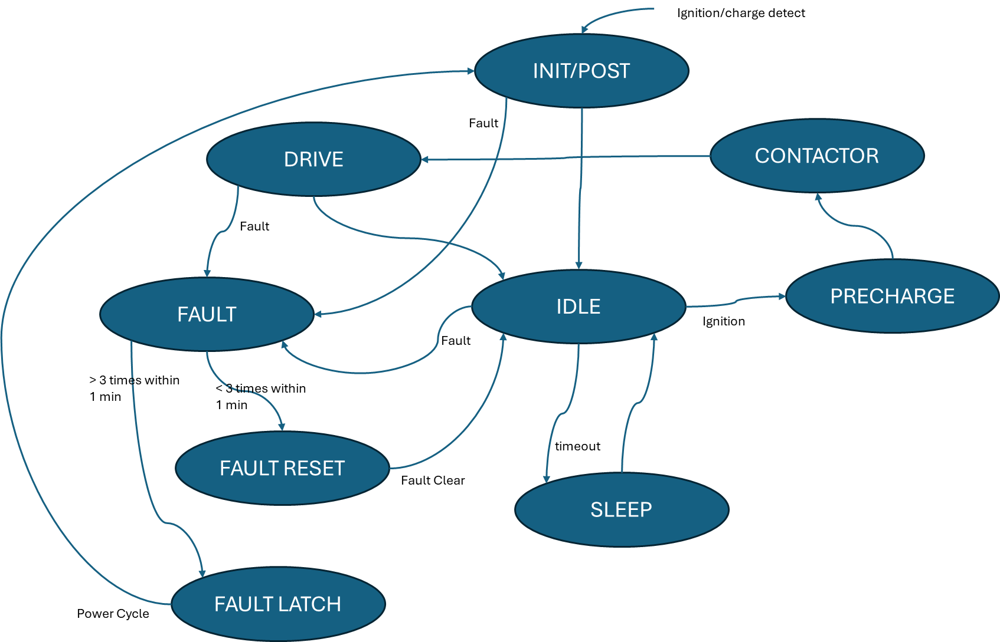 Ignition/charge detect
INIT/POST
Fault
DRIVE
CONTACTOR
Fault
FAULT
IDLE
PRECHARGE
Ignition
Fault
> 3 times within
1 min
< 3 times within
1 min
timeout
FAULT RESET
Fault Clear
SLEEP
FAULT LATCH
Power Cycle